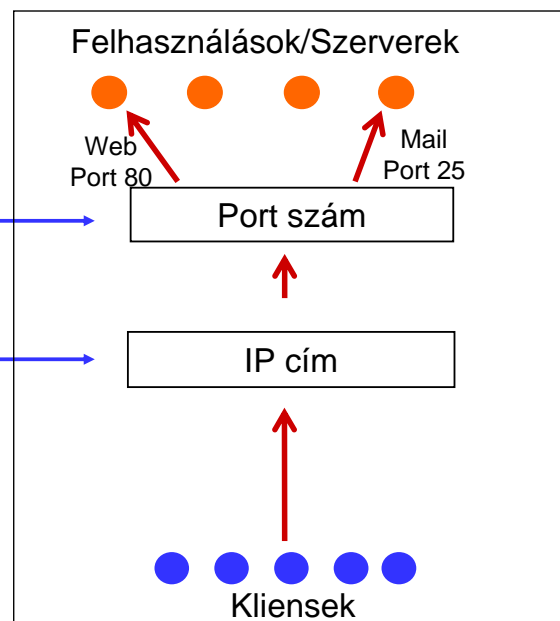 Felhasználások/Szerverek
Web
Port 80
Mail
Port 25
Port szám
IP cím
Kliensek